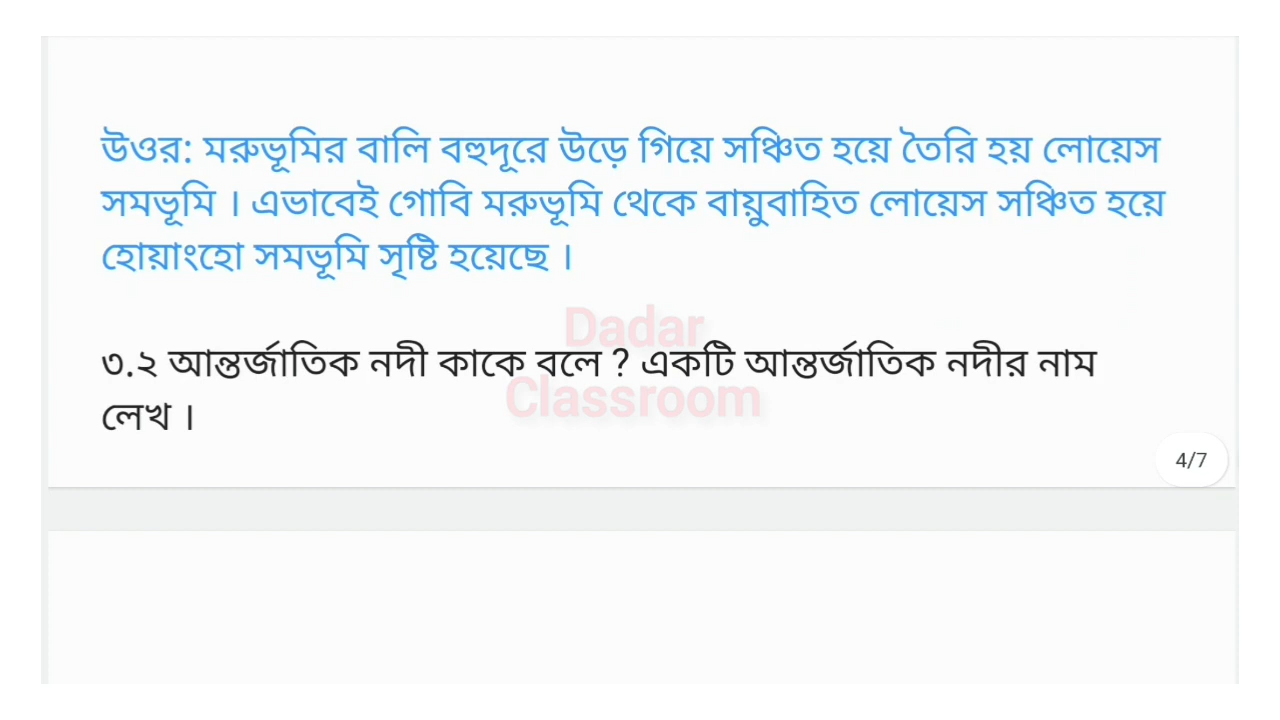 উওর: মরুভূমির বালি বহুদূরে উড়ে গিয়ে সঞ্চিত হয়ে তৈরি হয় লোয়েস
সমভূমি । এভাবেই গোবি মরুভূমি থেকে বায়ুবাহিত লোয়েস সঞ্চিত হয়ে
হোয়াংহো সমভূমি সৃষ্টি হয়েছে ।
Dadar
৩.২ আন্তর্জাতিক নদী কাকে বলে ? একটি আন্তর্জাতিক নদীর নাম
Classroom
লেখ ।
4/7